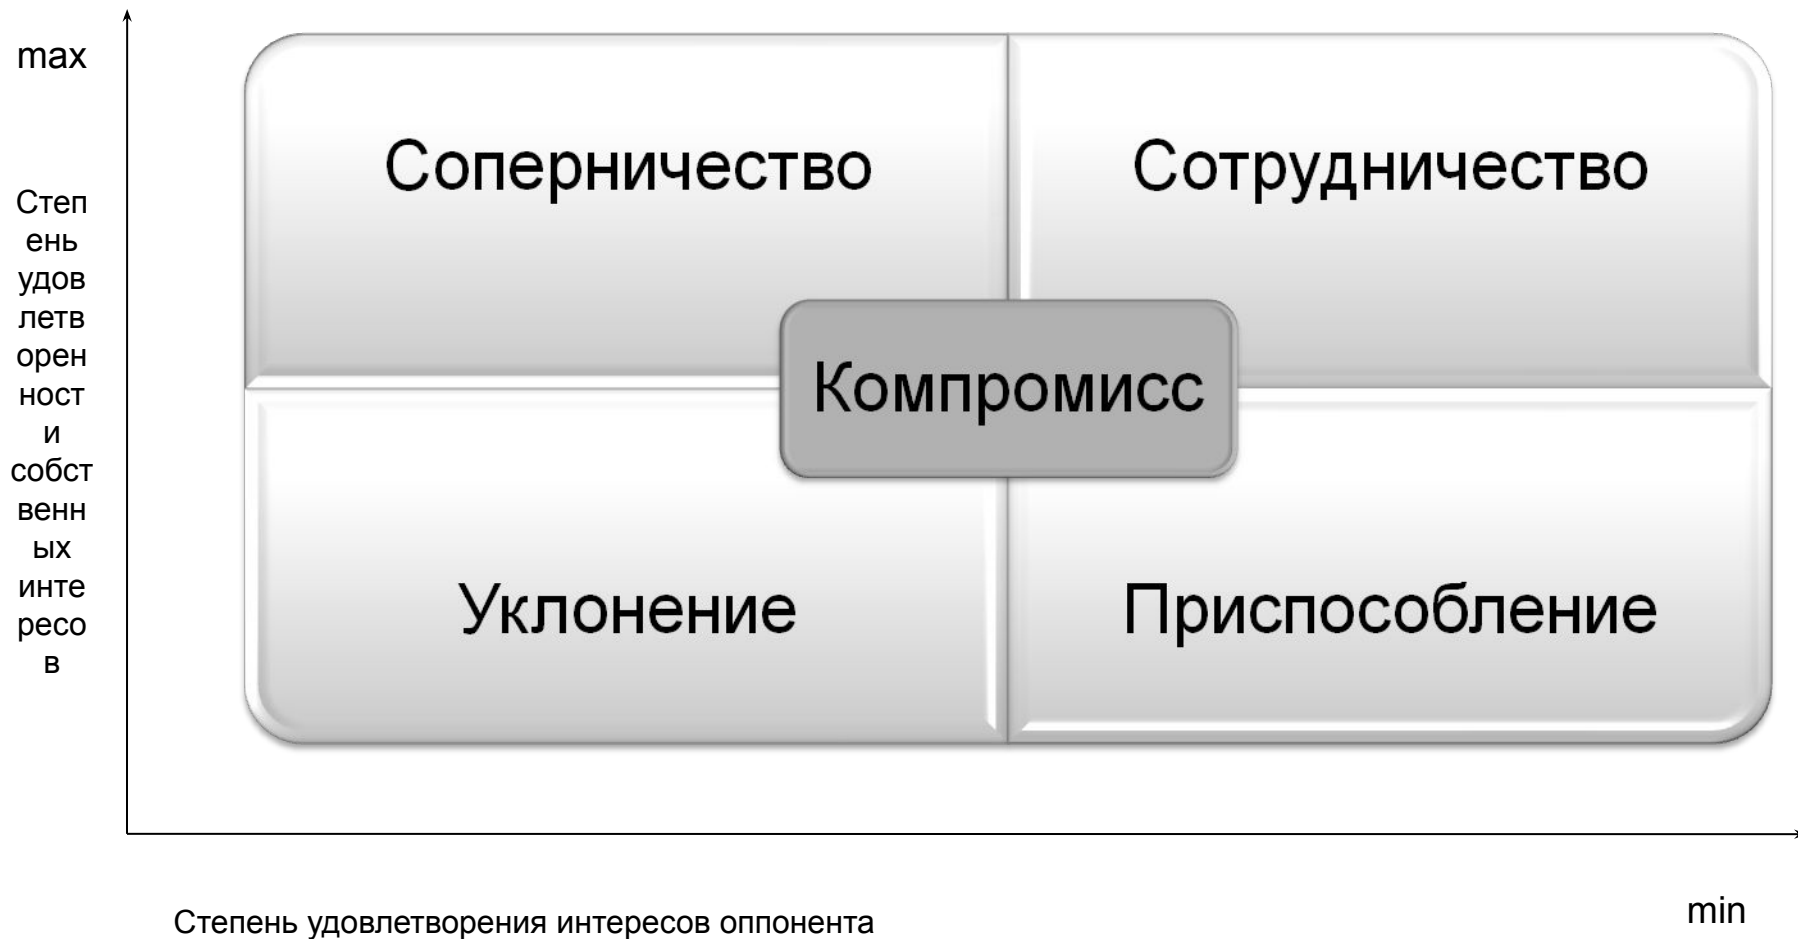 max
Степ
ень
удов
летв
орен
ност
и
собст
венн
ых
инте
ресо
в
Соперничество
Сотрудничество
Компромисс
Уклонение
Приспособление
Степень удовлетворения интересов оппонента
min